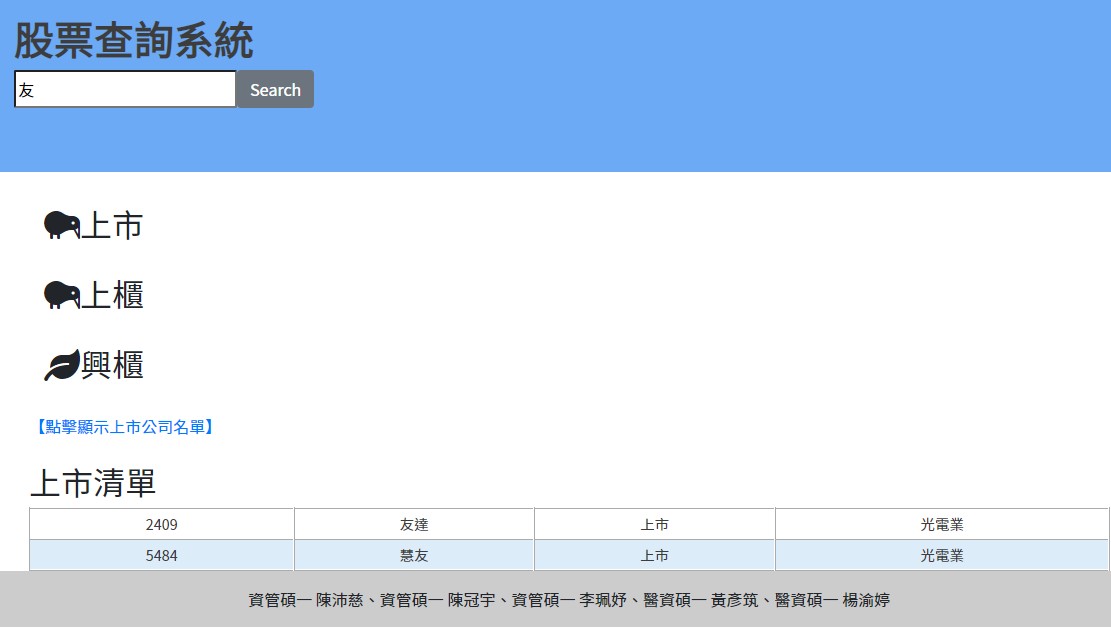 股票查詢系統
友 Search
上市
上櫃
興櫃
【點擊顯示上市公司名單】
上市清單
2409 友達 上市 光電業
5484 慧友 上市 光電業
資管碩一 陳沛慈、資管碩一 陳冠宇、資管碩一 李珮妤、醫資碩一 黃彥筑、醫資碩一 楊渝婷